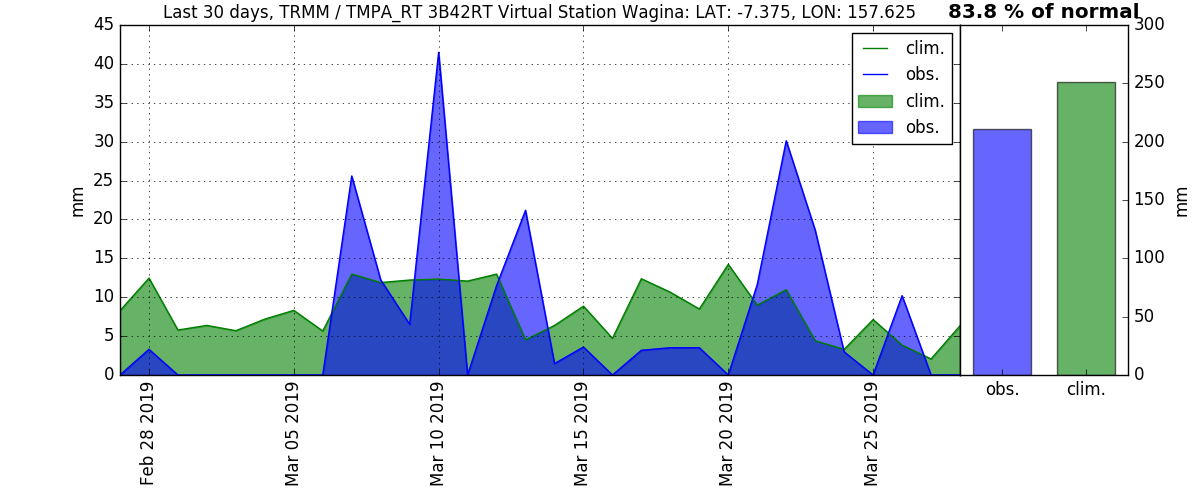 Last 30 days, TRMM / TMPA_RT 3B42RT Virtual Station Wagina: LAT: -7.375, LON: 157.625
83.8 % of normal
45
40
35
30
25
20
15
10
5
0
mm
clim.
obs.
clim.
obs.
Feb 28 2019
Mar 05 2019
Mar 10 2019
Mar 15 2019
Mar 20 2019
Mar 25 2019
300
250
200
150
100
50
0
mm
obs.
clim.